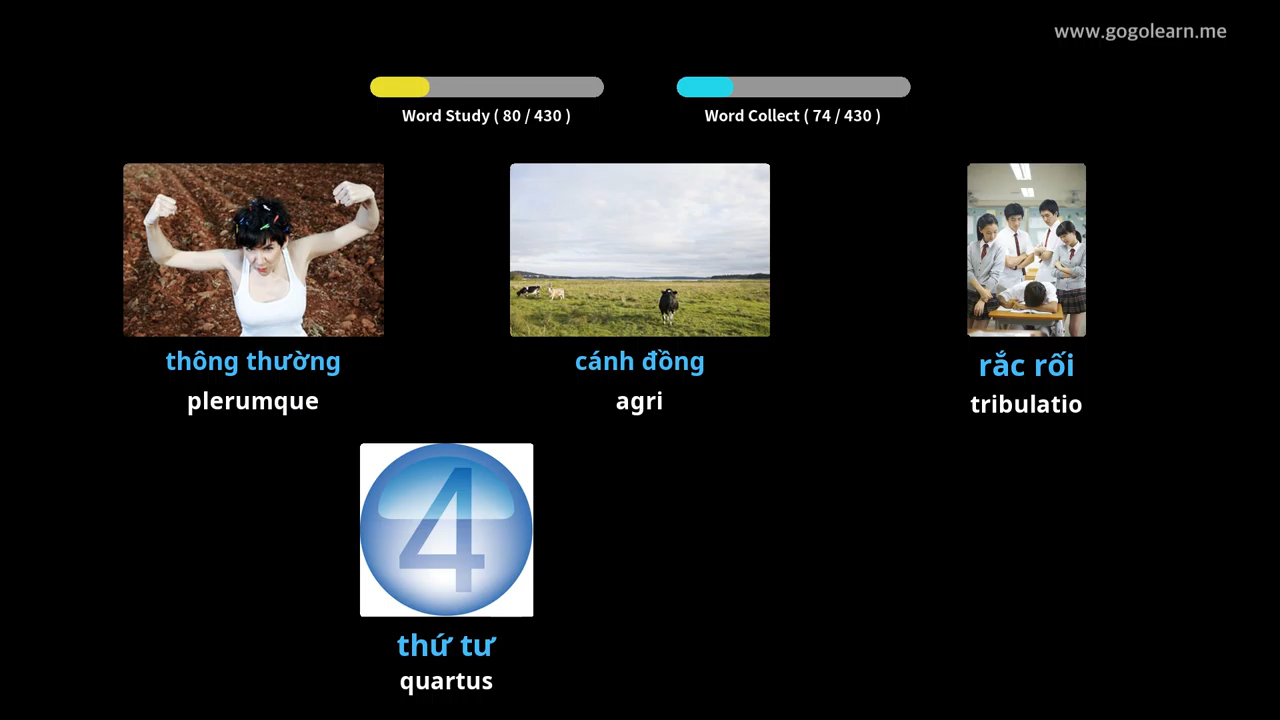 www.gogolearn.me
Word Study ( 80 / 430 )
Word Collect ( 74 / 430 )
thông thường
plerumque
cánh đồng
agri
rắc rối
tribulatio
4
thứ tư
quartus